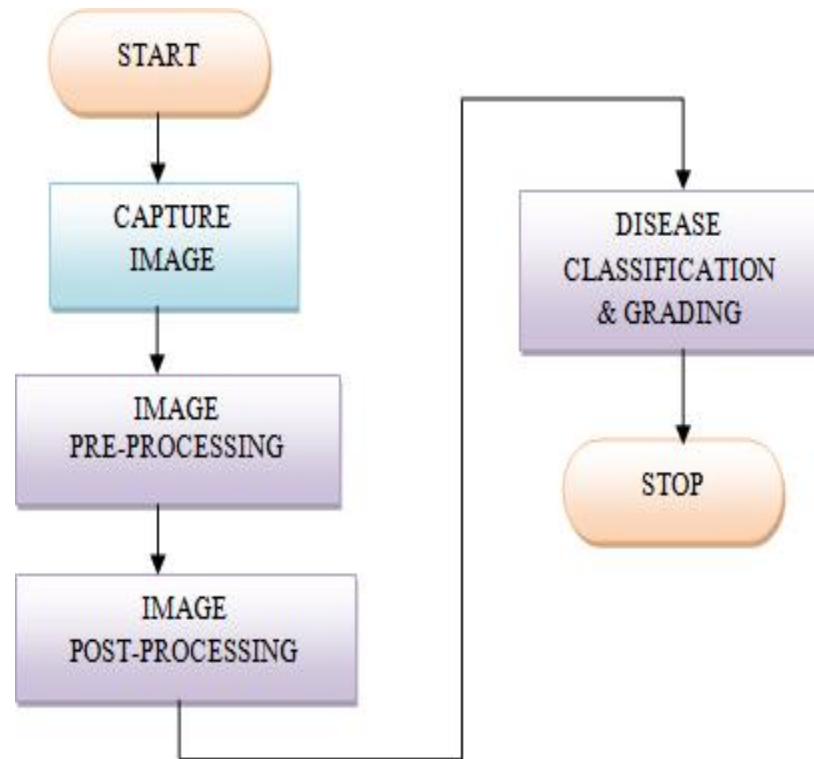 START
CAPTURE
IMAGE
IMAGE
PRE-PROCESSING
IMAGE
POST-PROCESSING
DISEASE
CLASSIFICATION
& GRADING
STOP